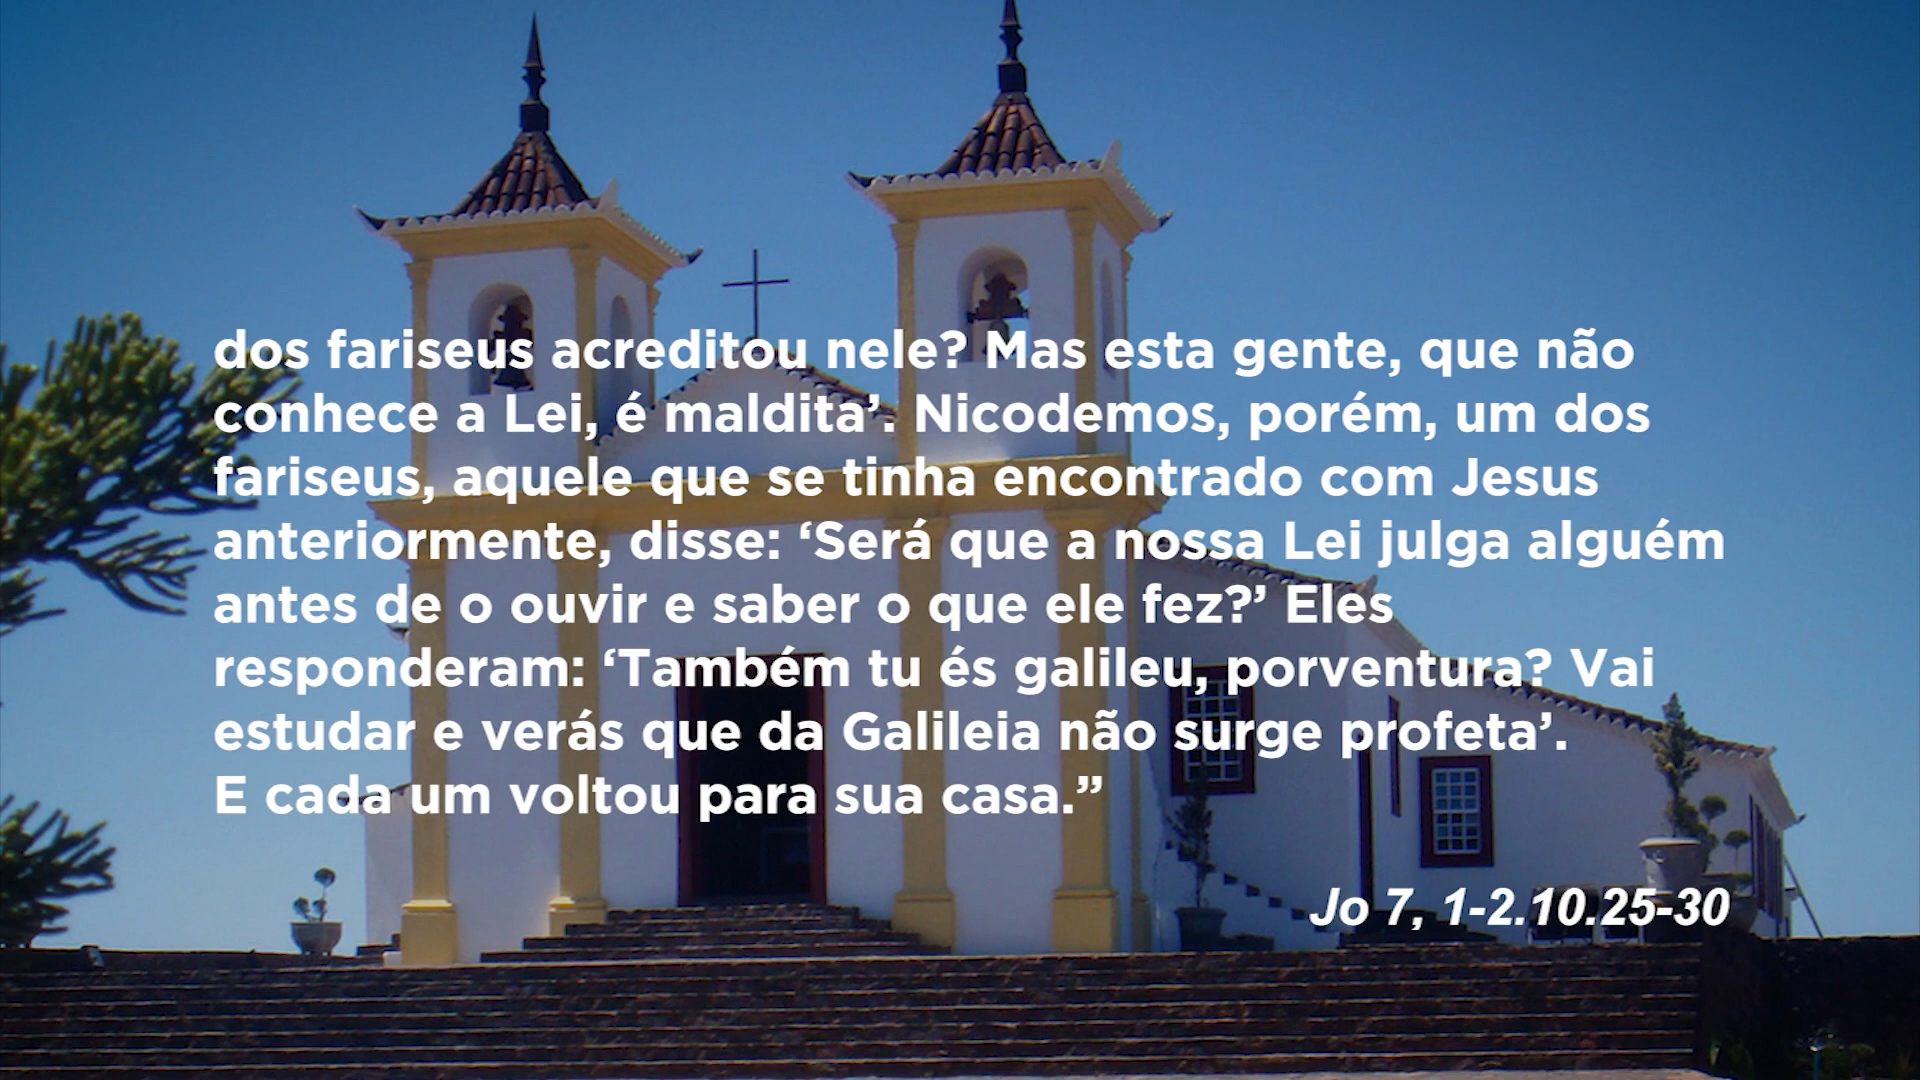 dos fariseus acreditou nele? Mas esta gente, que não
conhece a Lei, é maldita’. Nicodemos, porém, um dos
fariseus, aquele que se tinha encontrado com Jesus
anteriormente, disse: ‘Será que a nossa Lei julga alguém
antes de o ouvir e saber o que ele fez?’ Eles
responderam: ‘Também tu és galileu, porventura? Vai
estudar e verás que da Galileia não surge profeta’.
E cada um voltou para sua casa.”
Jo 7, 1-2.10.25-30